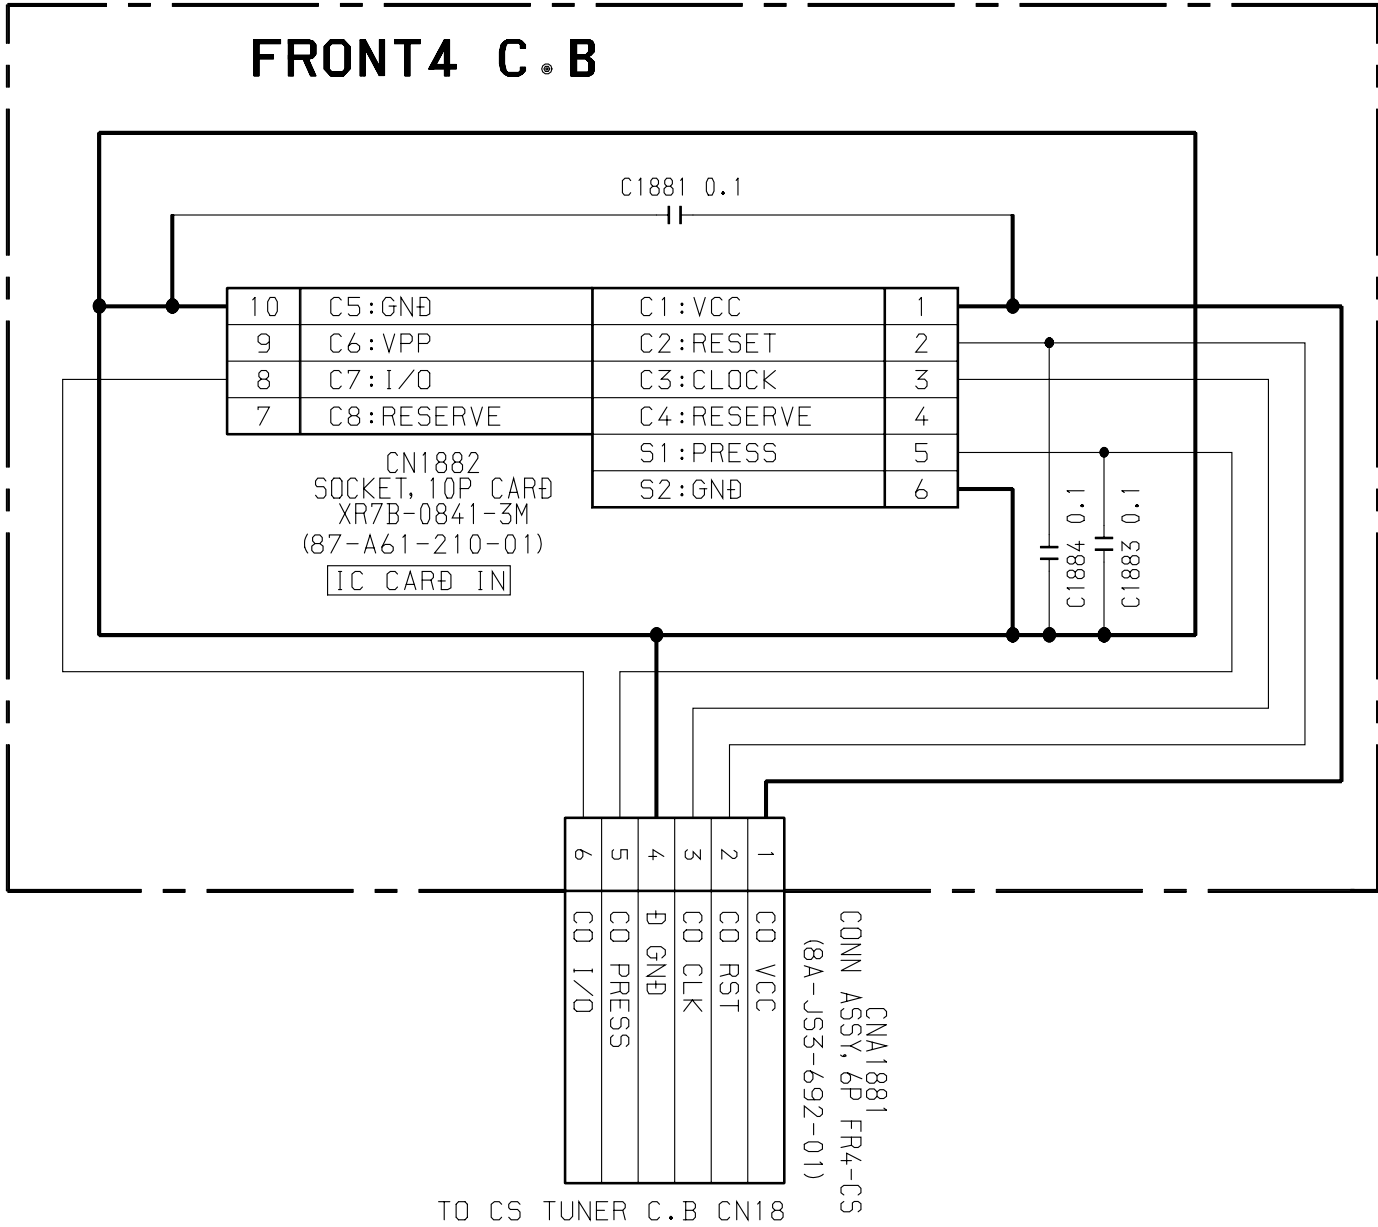 FRONT4 C.B
C1881 0.1
10 C5:GND C1:VCC 1
9 C6:VPP C2:RESET 2
8 C7:I/O C3:CLOCK 3
7 C8:RESERVE C4:RESERVE 4
S1:PRESS 5
S2:GND 6
CN1882
SOCKET, 10P CARD
XR7B-0841-3M
(87-A61-210-01)
IC CARD IN
C1884 0.1
C1883 0.1
6 5 4 3 2 1
CO I/O
CO PRESS
D GND
CO CLK
CO RST
CO VCC
CNA1881
CONN ASSY, 6P FR4-CS
(8A-JS3-692-01)
TO CS TUNER C.B CN18